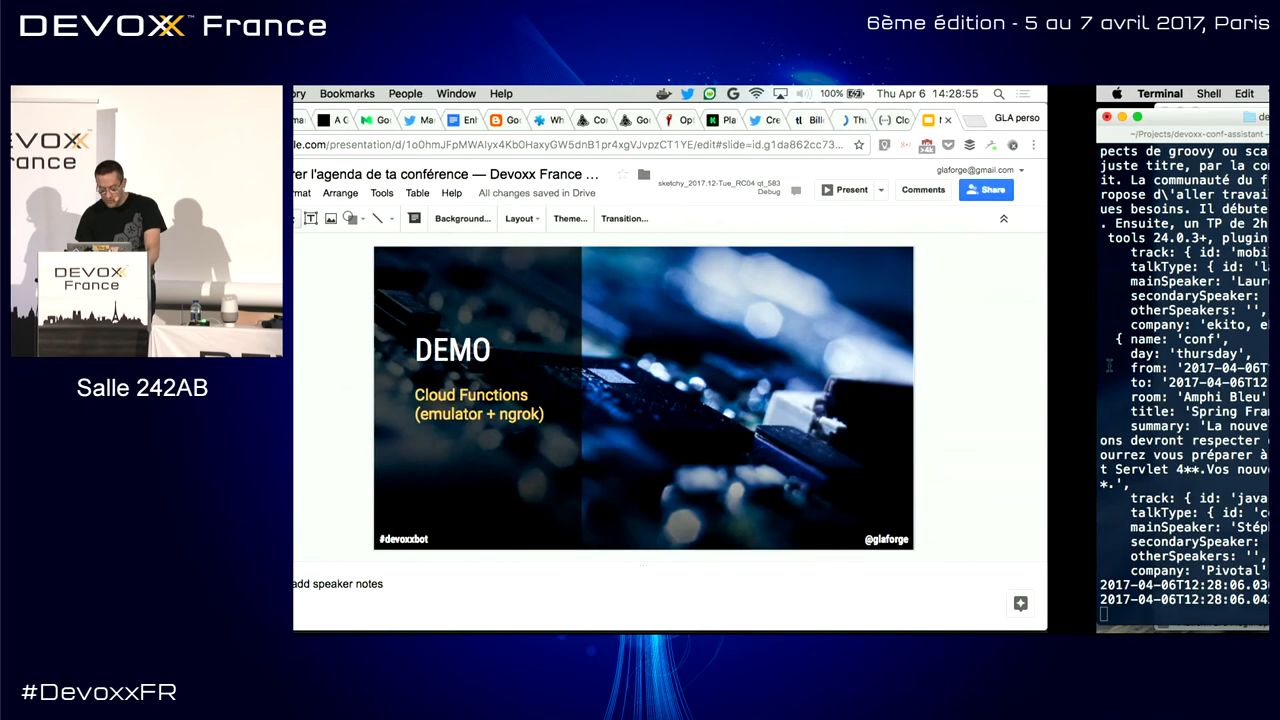 DEVOXX™ France
6ème édition - 5 au 7 avril 2017, Paris
Bookmarks People Window Help
100%
Thu Apr 6 14:28:55
Terminal Shell Edit
GLA perso
le.com/presentation/d/1o0hmJFpMWAlyx4Kb0HaxyGW5dnB1pr4xgVJvpzCT1YE/edit#slide=id.g1da862cc73...
rer l'agenda de ta conférence — Devoxx France ...
glaforge@gmail.com
sketchy_2017.12-Tue_RC04 qt_583
Debug
Present
Comments
Share
rmat Arrange Tools Table Help All changes saved in Drive
Background... Layout Theme... Transition...
DEMO
Cloud Functions
(emulator + ngrok)
#devoxxbot
@glaforge
add speaker notes
~/Projects/devoxx-conf-assistant
pects de groovy ou sca
juste titre, par la co
it. La communauté du f
ropose d\'aller travai
ues besoins. Il débute
. Ensuite, un TP de 2h
tools 24.0.3+, plugin
track: { id: 'mobi
talkType: { id: 'l
mainSpeaker: 'Laur
secondarySpeaker:
otherSpeakers: '',
company: 'ekito, e
{ name: 'conf',
day: 'thursday',
from: '2017-04-06T
to: '2017-04-06T12
room: 'Amphi Bleu'
title: 'Spring Fra
summary: 'La nouve
ons devront respecter
ourrez vous préparer à
t Servlet 4**.Vos nouv
*.',
track: { id: 'java
talkType: { id: 'c
mainSpeaker: 'Stép
secondarySpeaker:
otherSpeakers: '',
company: 'Pivotal'
2017-04-06T12:28:06.03
2017-04-06T12:28:06.04
DEVOXX
France
Salle 242AB
#DevoxxFR